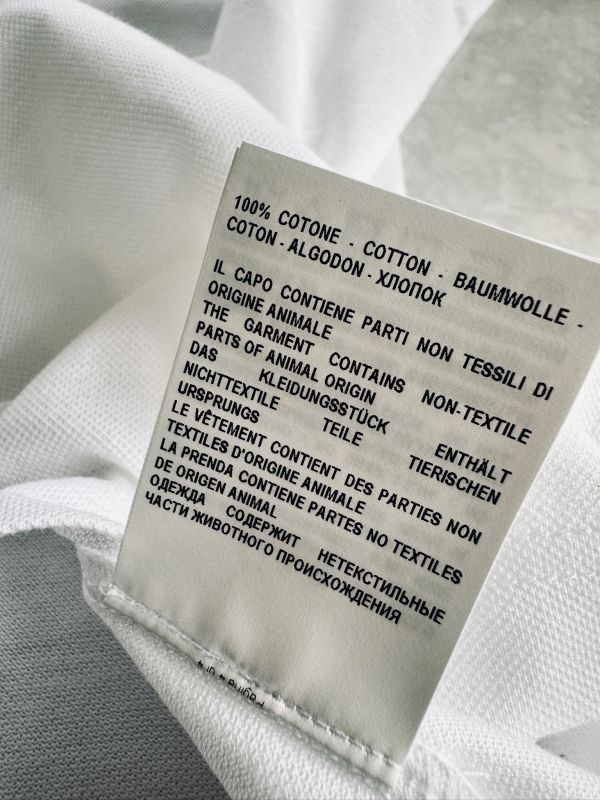 100% COTONE - COTTON - BAUMWOLLE -
COTON - ALGODON - ХЛОПОК
IL CAPO CONTIENE PARTI NON TESSILI DI
ORIGINE ANIMALE
THE GARMENT CONTAINS NON-TEXTILE
PARTS OF ANIMAL ORIGIN
DAS KLEIDUNGSSTÜCK ENTHÄLT
NICHTTEXTILE TEILE TIERISCHEN
URSPRUNGS
LE VÊTEMENT CONTIENT DES PARTIES NON
TEXTILES D'ORIGINE ANIMALE
LA PRENDA CONTIENE PARTES NO TEXTILES
DE ORIGEN ANIMAL
ОДЕЖДА СОДЕРЖИТ НЕТЕКСТИЛЬНЫЕ
ЧАСТИ ЖИВОТНОГО ПРОИСХОЖДЕНИЯ